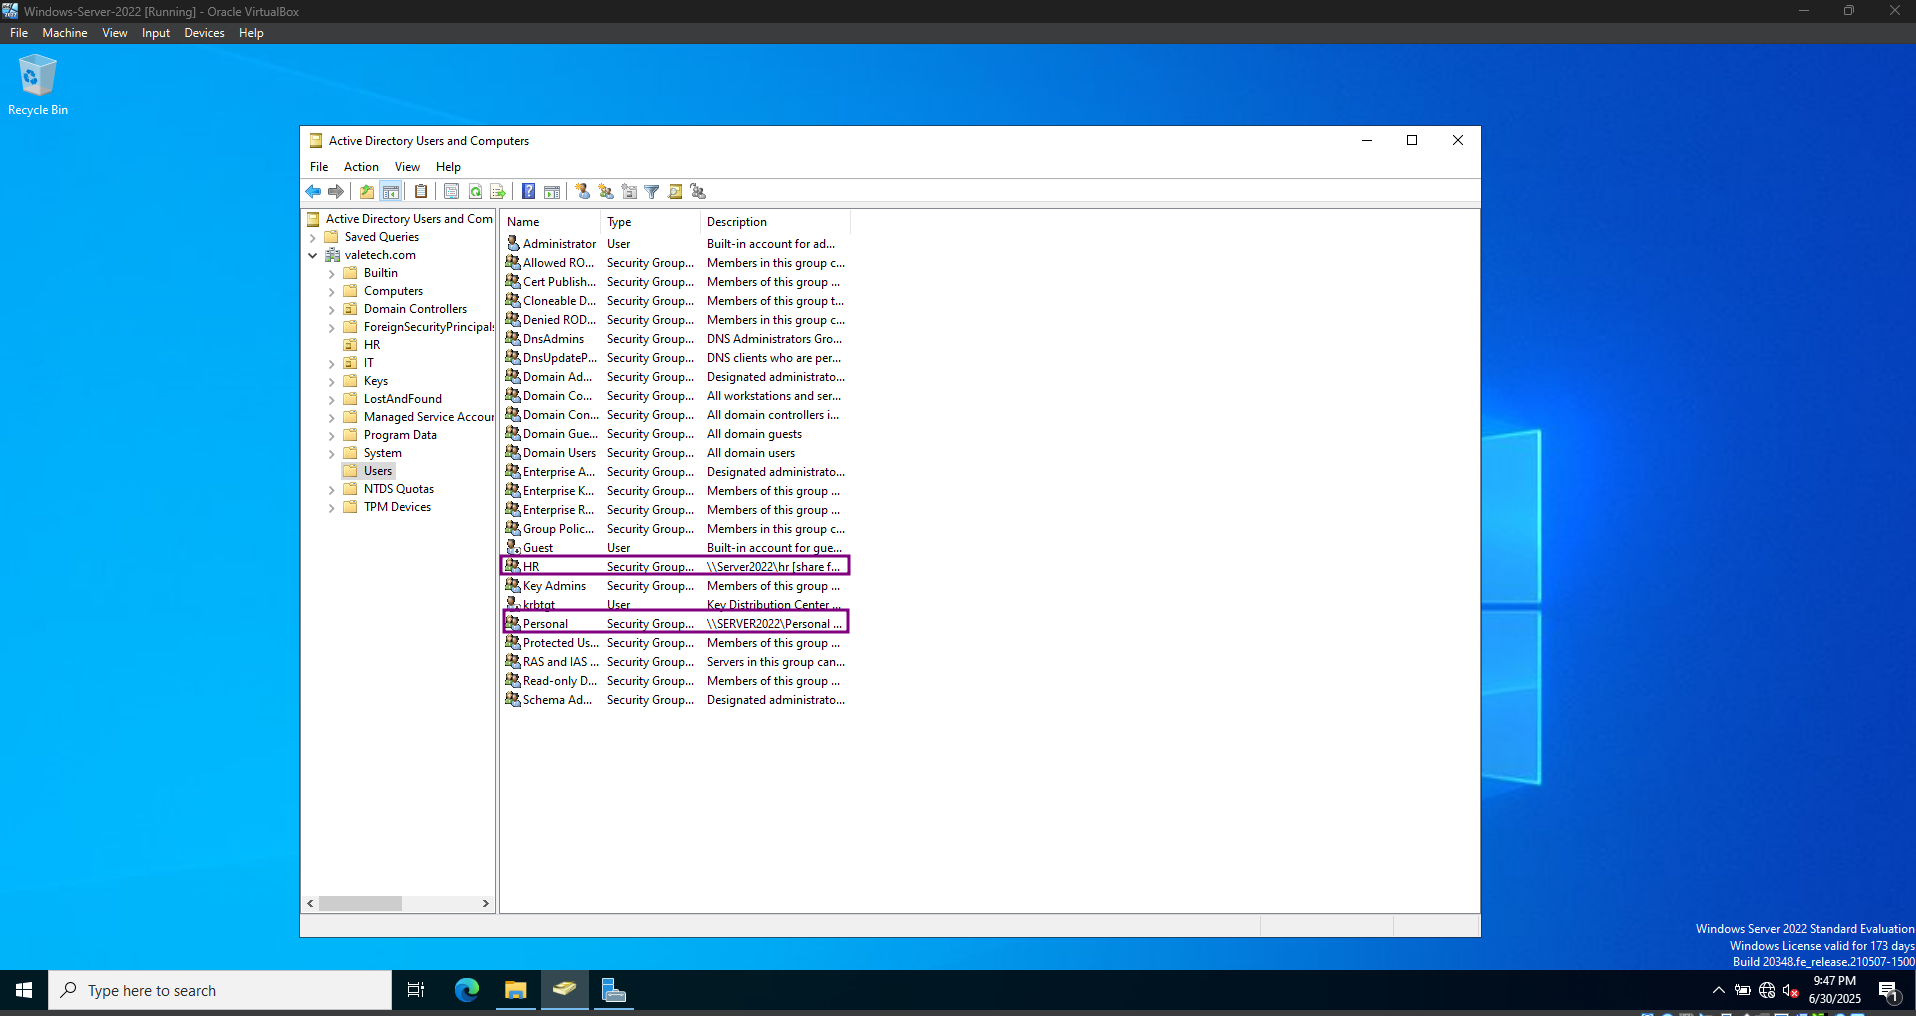 Windows-Server-2022 [Running] - Oracle VirtualBox
File Machine View Input Devices Help
Recycle Bin
Active Directory Users and Computers
File Action View Help
Active Directory Users and Com
Saved Queries
valetech.com
Builtin
Computers
Domain Controllers
ForeignSecurityPrincipals
HR
IT
Keys
LostAndFound
Managed Service Accour
Program Data
System
Users
NTDS Quotas
TPM Devices
Name Type Description
Administrator User Built-in account for ad...
Allowed RO... Security Group... Members in this group c...
Cert Publish... Security Group... Members of this group ...
Cloneable D... Security Group... Members of this group t...
Denied ROD... Security Group... Members in this group c...
DnsAdmins Security Group... DNS Administrators Gro...
DnsUpdateP... Security Group... DNS clients who are per...
Domain Ad... Security Group... Designated administrato...
Domain Co... Security Group... All workstations and ser...
Domain Con... Security Group... All domain controllers i...
Domain Gue... Security Group... All domain guests
Domain Users Security Group... All domain users
Enterprise A... Security Group... Designated administrato...
Enterprise K... Security Group... Members of this group ...
Enterprise R... Security Group... Members of this group ...
Group Polic... Security Group... Members in this group c...
Guest User Built-in account for gue...
HR Security Group... \\Server2022\hr [share f...
Key Admins Security Group... Members of this group ...
krbtgt User Key Distribution Center ...
Personal Security Group... \\SERVER2022\Personal ...
Protected Us... Security Group... Members of this group ...
RAS and IAS ... Security Group... Servers in this group can...
Read-only D... Security Group... Members of this group ...
Schema Ad... Security Group... Designated administrato...
Windows Server 2022 Standard Evaluation
Windows License valid for 173 days
Build 20348.fe_release.210507-1500
Type here to search
9:47 PM
6/30/2025
1